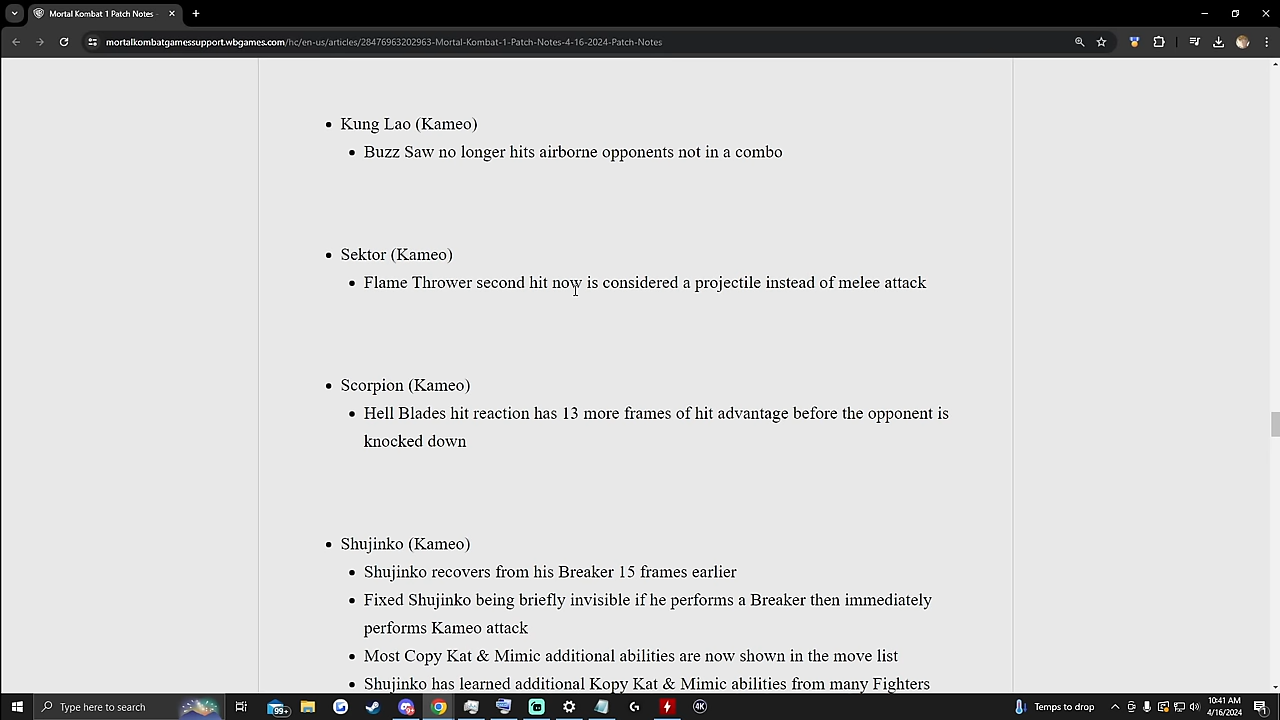 Mortal Kombat 1 Patch Notes
mortalkombatgamessupport.wbgames.com/hc/en-us/articles/28476963202963-Mortal-Kombat-1-Patch-Notes-4-16-2024-Patch-Notes
Kung Lao (Kameo)
Buzz Saw no longer hits airborne opponents not in a combo
Sektor (Kameo)
Flame Thrower second hit now is considered a projectile instead of melee attack
Scorpion (Kameo)
Hell Blades hit reaction has 13 more frames of hit advantage before the opponent is
knocked down
Shujinko (Kameo)
Shujinko recovers from his Breaker 15 frames earlier
Fixed Shujinko being briefly invisible if he performs a Breaker then immediately
performs Kameo attack
Most Copy Kat & Mimic additional abilities are now shown in the move list
Shujinko has learned additional Kopy Kat & Mimic abilities from many Fighters
Type here to search
99+
4K
Temps to drop
10:41 AM
4/16/2024